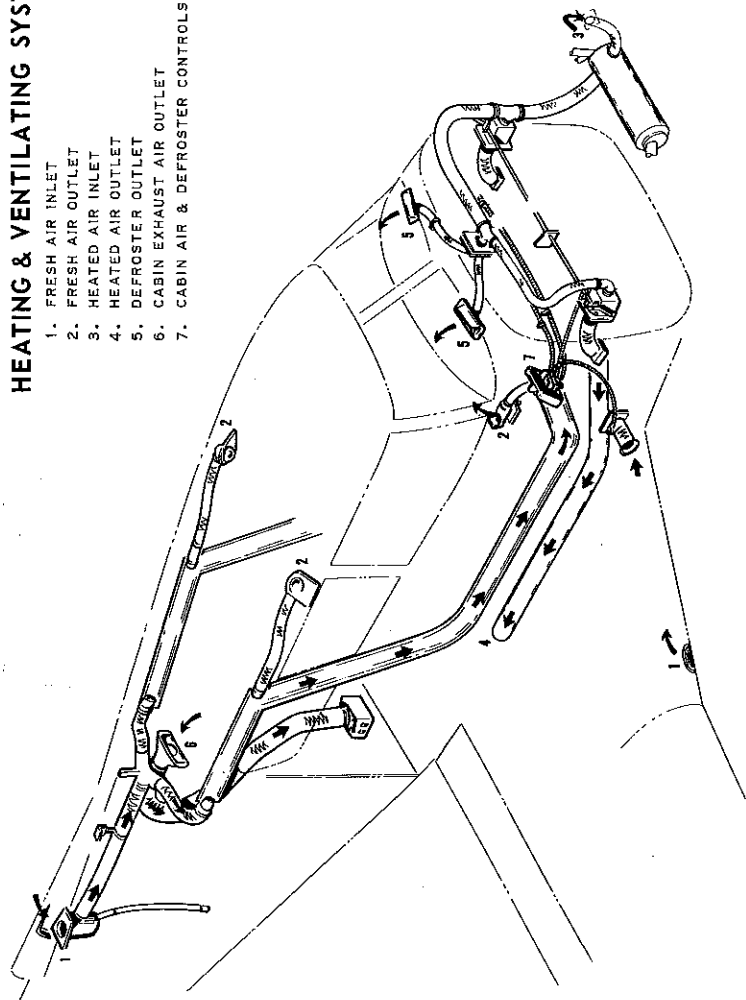 HEATING & VENTILATING SYS
1. FRESH AIR INLET
2. FRESH AIR OUTLET
3. HEATED AIR INLET
4. HEATED AIR OUTLET
5. DEFROSTER OUTLET
6. CABIN EXHAUST AIR OUTLET
7. CABIN AIR & DEFROSTER CONTROLS
3
5
5
7
2
2
2
4
1
6
1